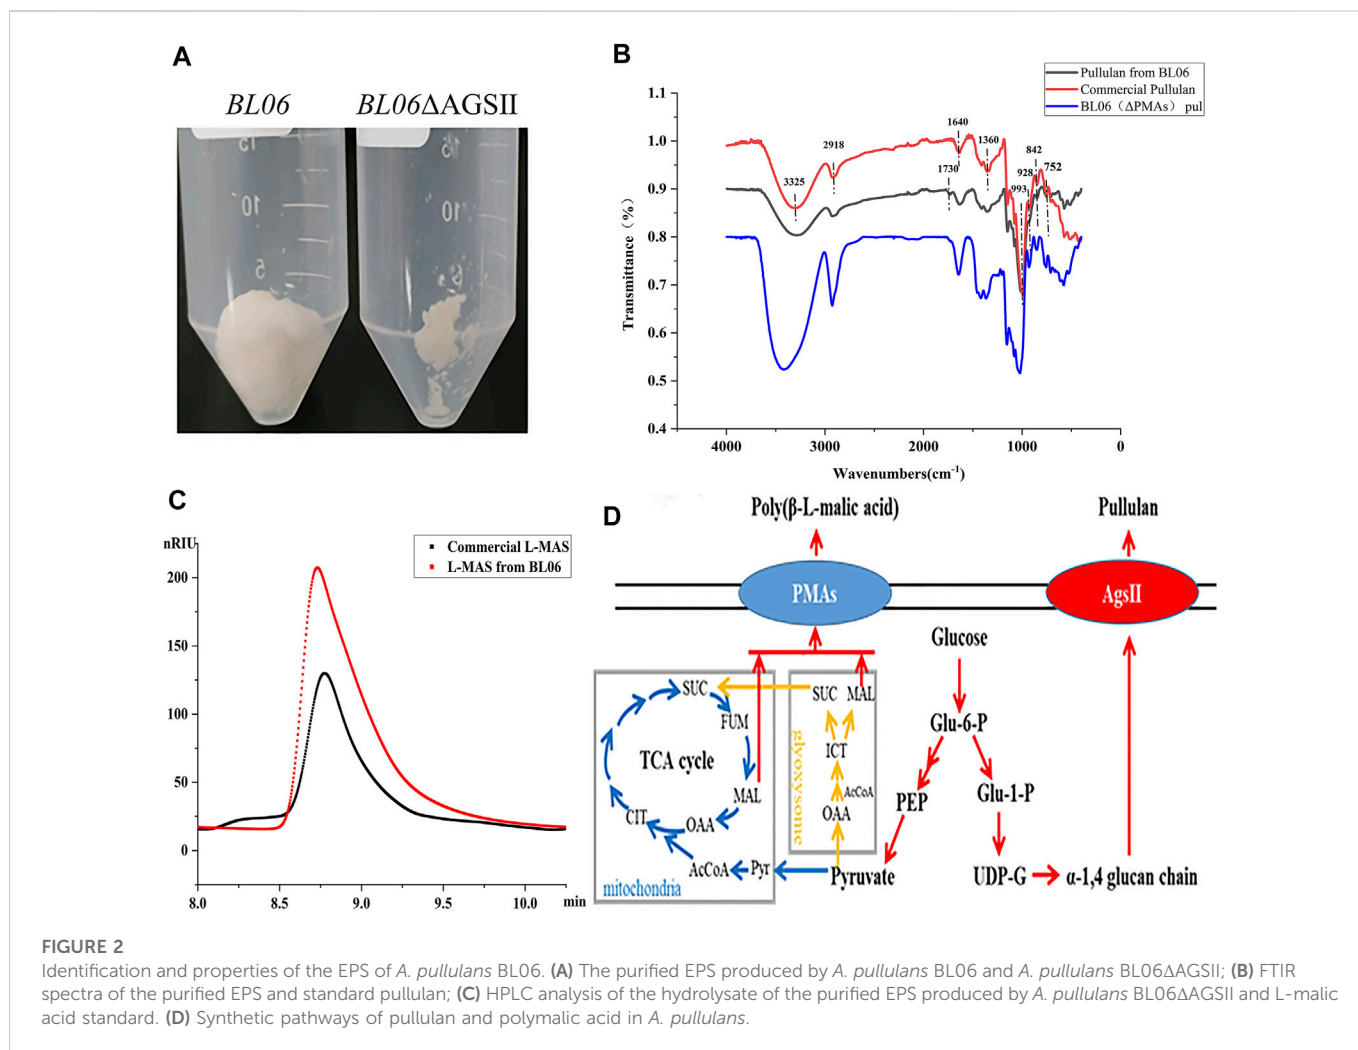 A
BL06
BL06ΔAGSII
15
15
10
10
5
5
B
Pullulan from BL06
Commercial Pullulan
BL06（ΔPMAs） pul
1.1
1.0
0.9
0.8
0.7
0.6
0.5
0.4
Transmittance（%）
3325
2918
1730
1640
1360
993
928
842
752
4000
3000
2000
1000
0
Wavenumbers(cm-1)
C
nRIU
200
150
100
50
0
Commercial L-MAS
L-MAS from BL06
8.0
8.5
9.0
9.5
10.0
min
D
Poly(β-L-malic acid)
Pullulan
PMAs
AgsII
Glucose
SUC
SUC
MAL
FUM
Glu-6-P
TCA cycle
ICT
glyoxysome
MAL
AcCoA
PEP
Glu-1-P
CIT
OAA
OAA
AcCoA
Pyr
Pyruvate
UDP-G
α-1,4 glucan chain
mitochondria
FIGURE 2
Identification and properties of the EPS of A. pullulans BL06. (A) The purified EPS produced by A. pullulans BL06 and A. pullulans BL06ΔAGSII; (B) FTIR
spectra of the purified EPS and standard pullulan; (C) HPLC analysis of the hydrolysate of the purified EPS produced by A. pullulans BL06ΔAGSII and L-malic
acid standard. (D) Synthetic pathways of pullulan and polymalic acid in A. pullulans.